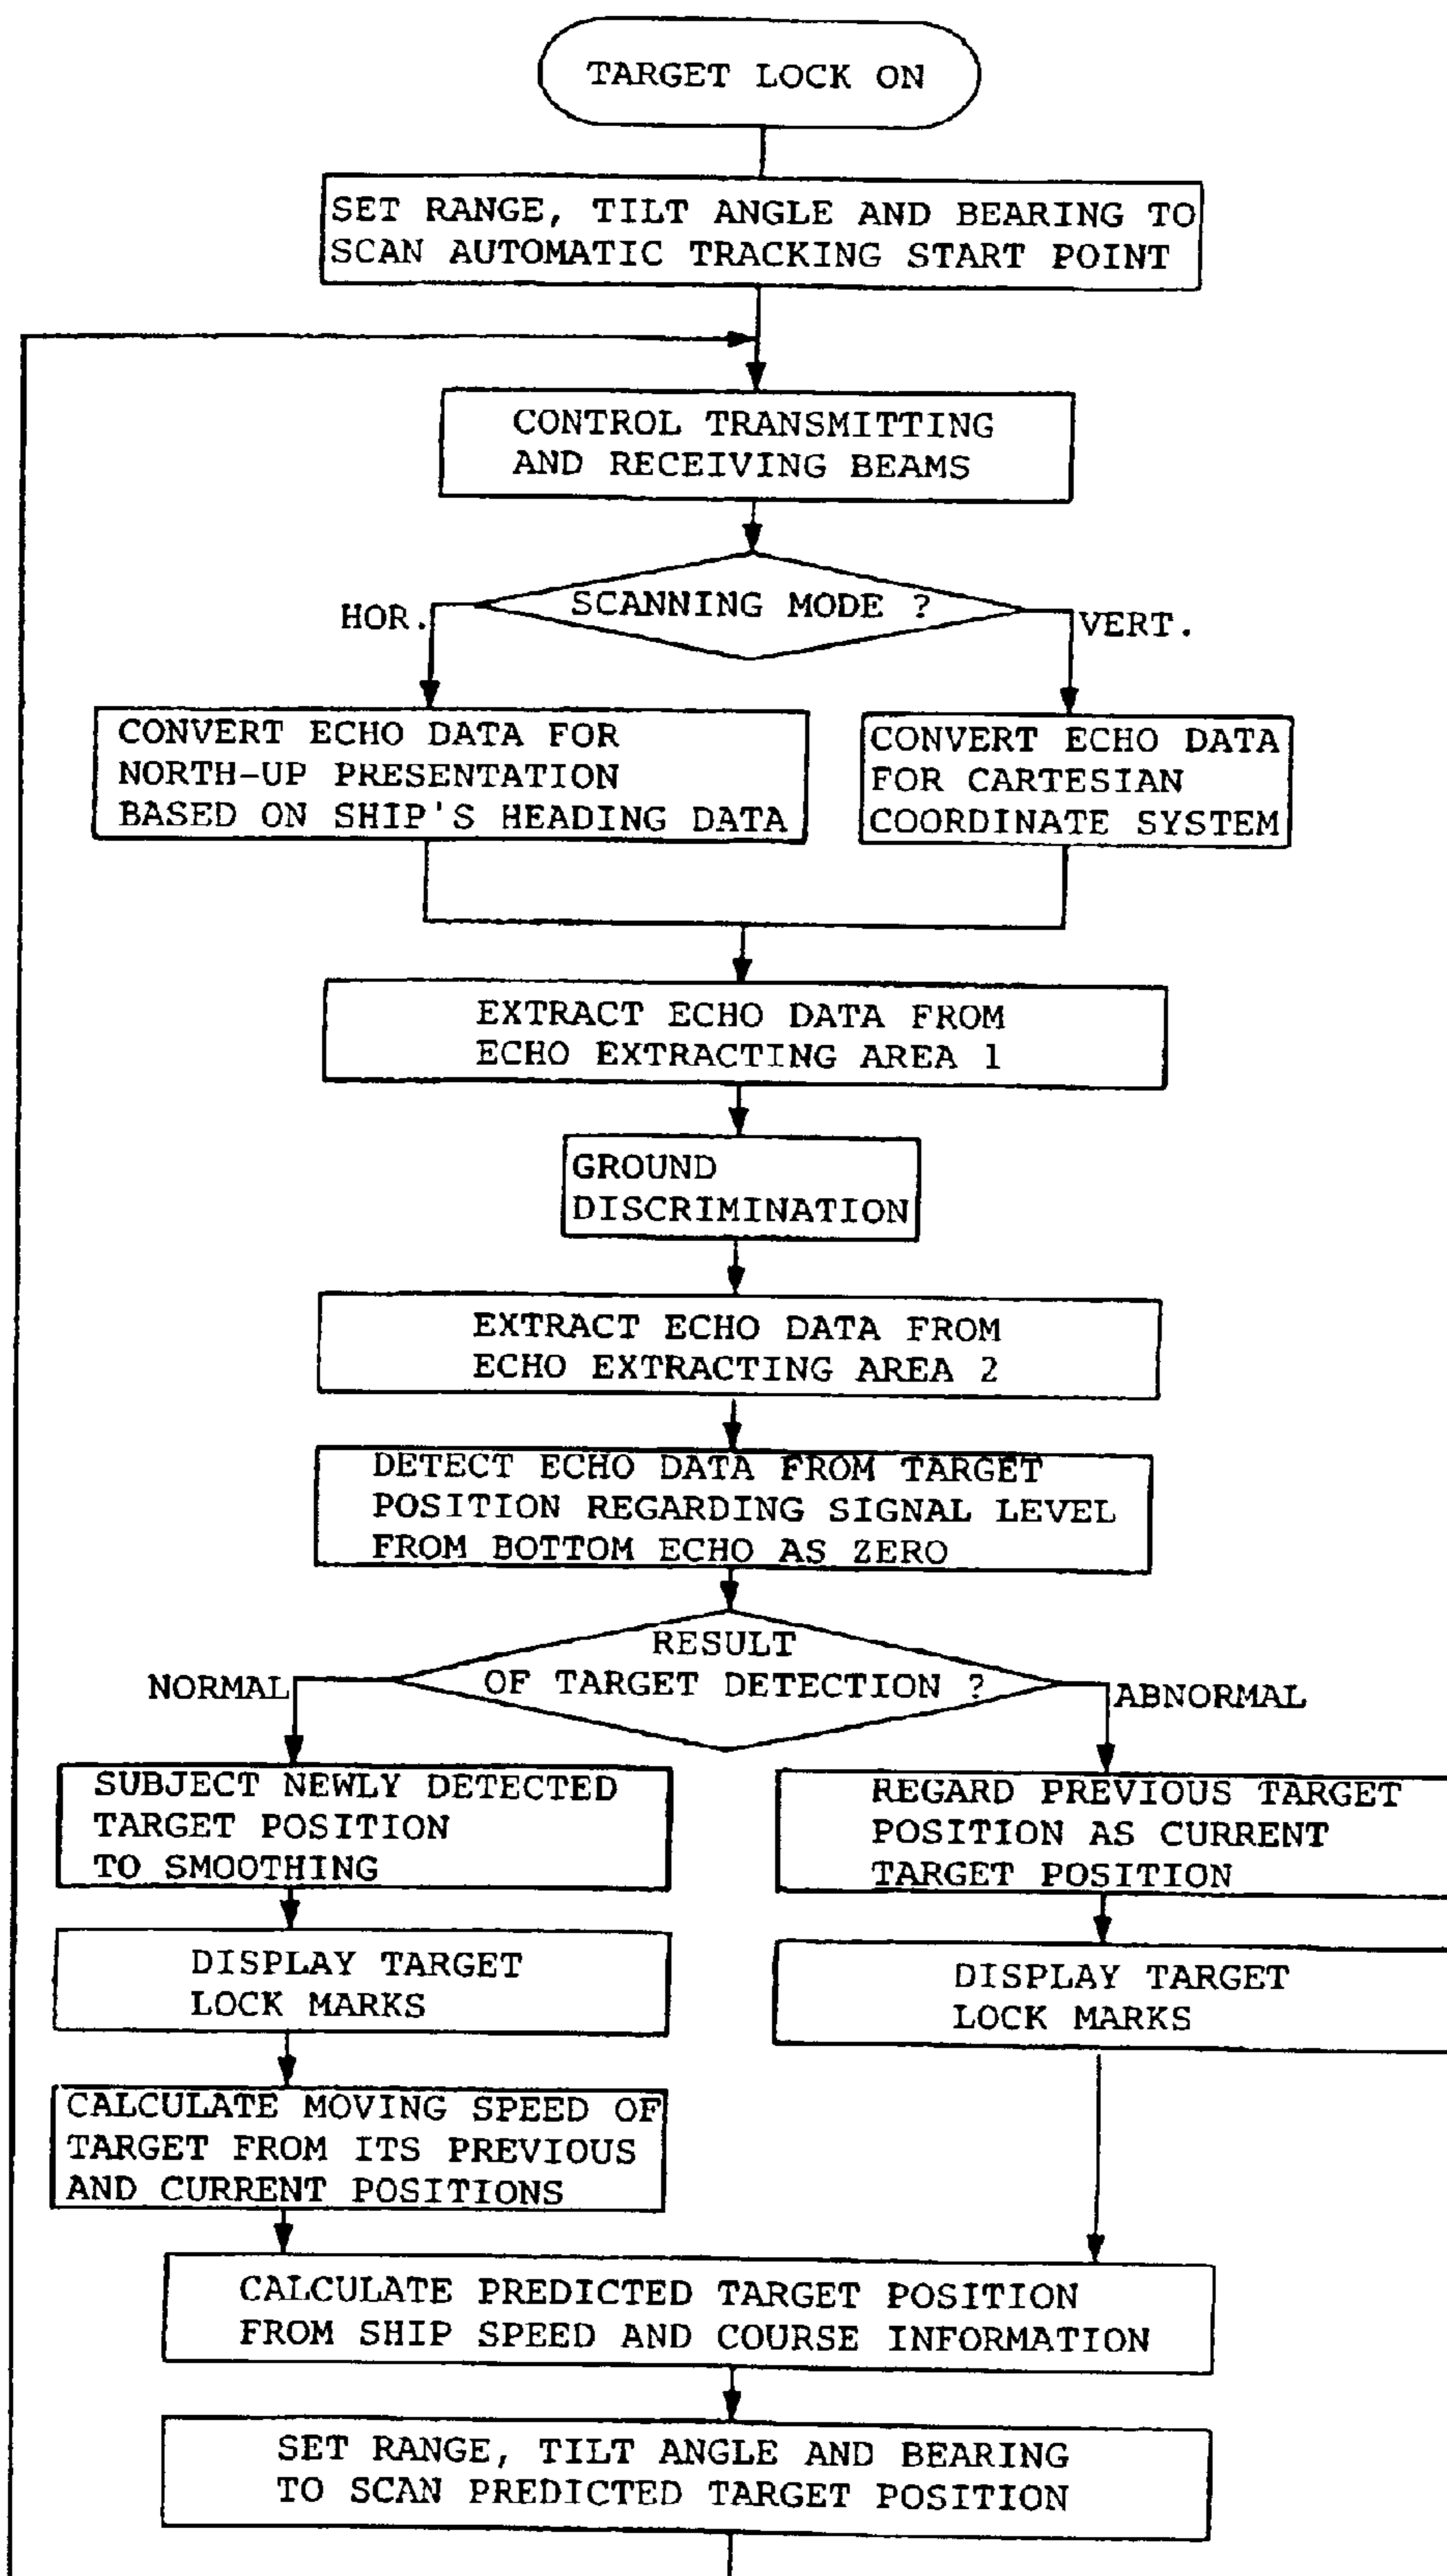 TARGET LOCK ON
SET RANGE, TILT ANGLE AND BEARING TO
SCAN AUTOMATIC TRACKING START POINT
CONTROL TRANSMITTING
AND RECEIVING BEAMS
SCANNING MODE ?
HOR.
VERT.
CONVERT ECHO DATA FOR
NORTH-UP PRESENTATION
BASED ON SHIP'S HEADING DATA
CONVERT ECHO DATA
FOR CARTESIAN
COORDINATE SYSTEM
EXTRACT ECHO DATA FROM
ECHO EXTRACTING AREA 1
GROUND
DISCRIMINATION
EXTRACT ECHO DATA FROM
ECHO EXTRACTING AREA 2
DETECT ECHO DATA FROM TARGET
POSITION REGARDING SIGNAL LEVEL
FROM BOTTOM ECHO AS ZERO
RESULT
OF TARGET DETECTION ?
NORMAL
ABNORMAL
SUBJECT NEWLY DETECTED
TARGET POSITION
TO SMOOTHING
REGARD PREVIOUS TARGET
POSITION AS CURRENT
TARGET POSITION
DISPLAY TARGET
LOCK MARKS
DISPLAY TARGET
LOCK MARKS
CALCULATE MOVING SPEED OF
TARGET FROM ITS PREVIOUS
AND CURRENT POSITIONS
CALCULATE PREDICTED TARGET POSITION
FROM SHIP SPEED AND COURSE INFORMATION
SET RANGE, TILT ANGLE AND BEARING
TO SCAN PREDICTED TARGET POSITION